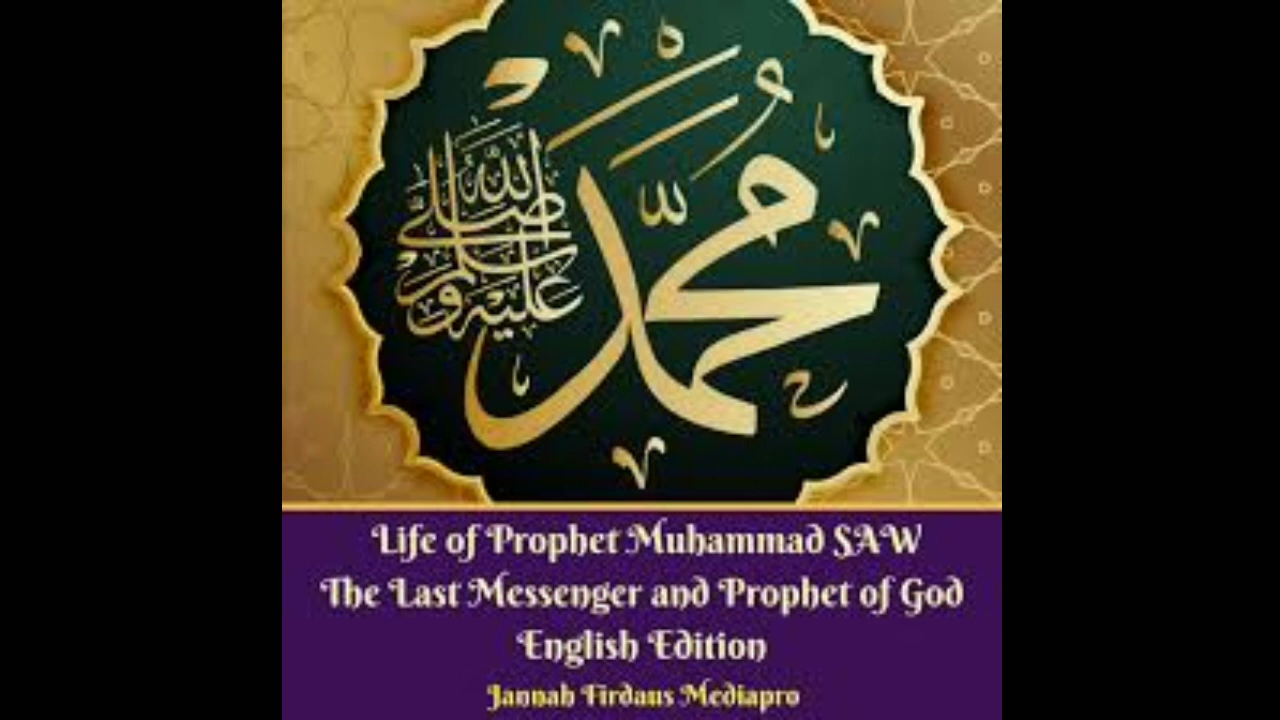 محمد
صلى الله عليه وسلم
Life of Prophet Muhammad SAW
The Last Messenger and Prophet of God
English Edition
Jannah Firdaus Mediapro